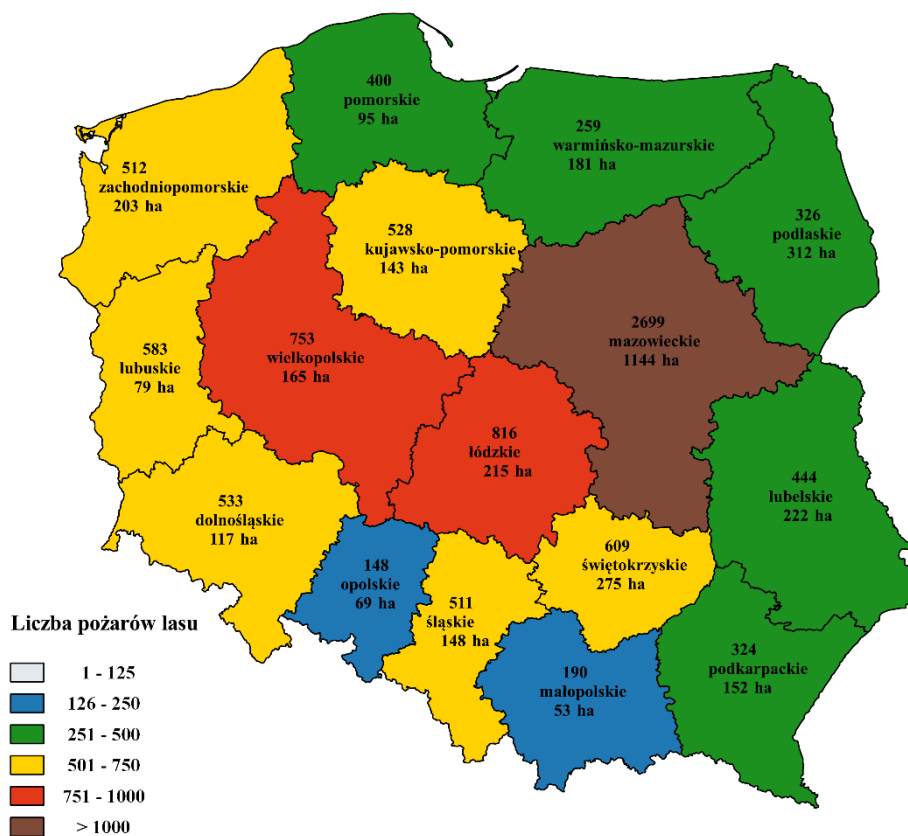 400
pomorskie
95 ha
259
warmińsko-mazurskie
181 ha
512
zachodniopomorskie
203 ha
326
podlaskie
312 ha
528
kujawsko-pomorskie
143 ha
2699
mazowieckie
1144 ha
753
wielkopolskie
165 ha
583
lubuskie
79 ha
816
łódzkie
215 ha
444
lubelskie
222 ha
533
dolnośląskie
117 ha
609
świętokrzyskie
275 ha
148
opolskie
69 ha
511
śląskie
148 ha
324
podkarpackie
152 ha
190
małopolskie
53 ha
Liczba pożarów lasu
1 - 125
126 - 250
251 - 500
501 - 750
751 - 1000
> 1000